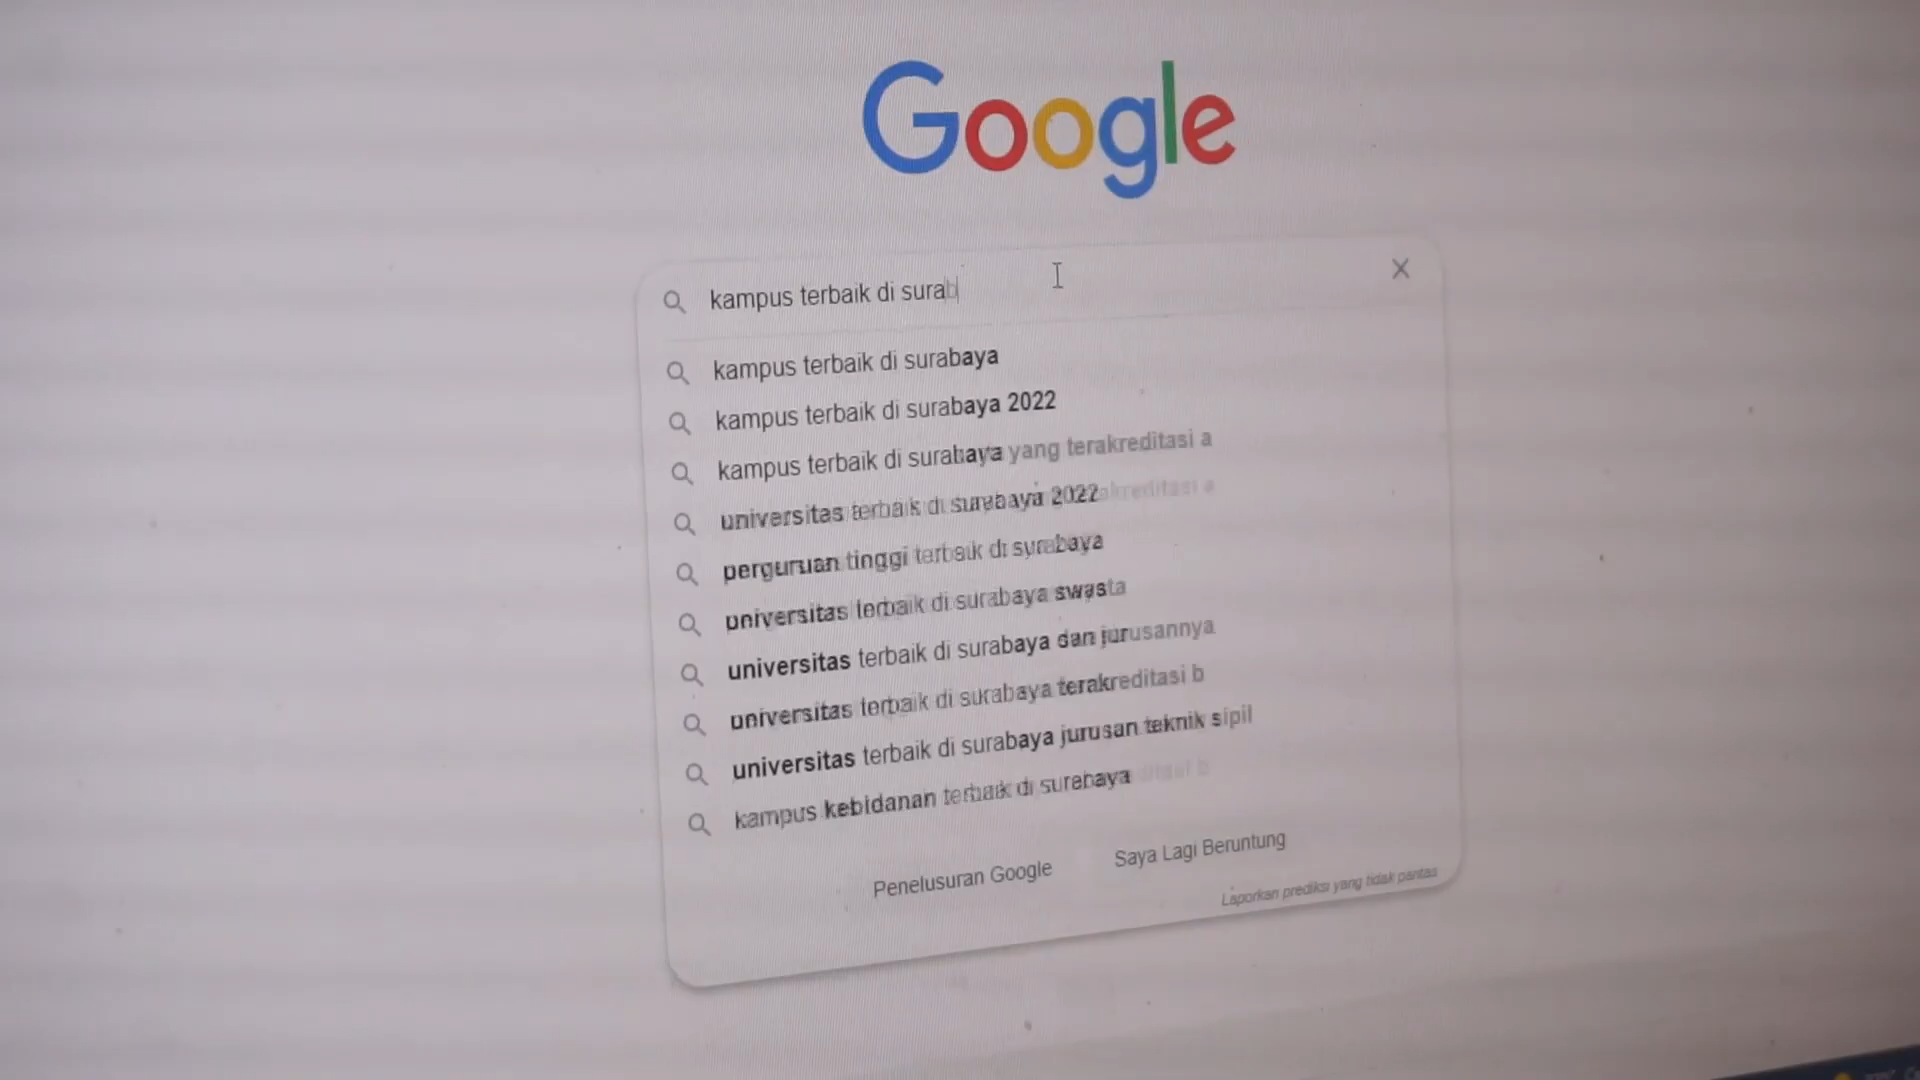 Google
kampus terbaik di surab
kampus terbaik di surabaya
kampus terbaik di surabaya 2022
kampus terbaik di surabaya yang terakreditasi a
universitas terbaik di surabaya 2022
perguruan tinggi terbaik di surabaya
universitas terbaik di surabaya swasta
universitas terbaik di surabaya dan jurusannya
universitas terbaik di surabaya terakreditasi b
universitas terbaik di surabaya jurusan teknik sipil
kampus kebidanan terbaik di surabaya
Penelusuran Google
Saya Lagi Beruntung
Laporkan prediksi yang tidak pantas